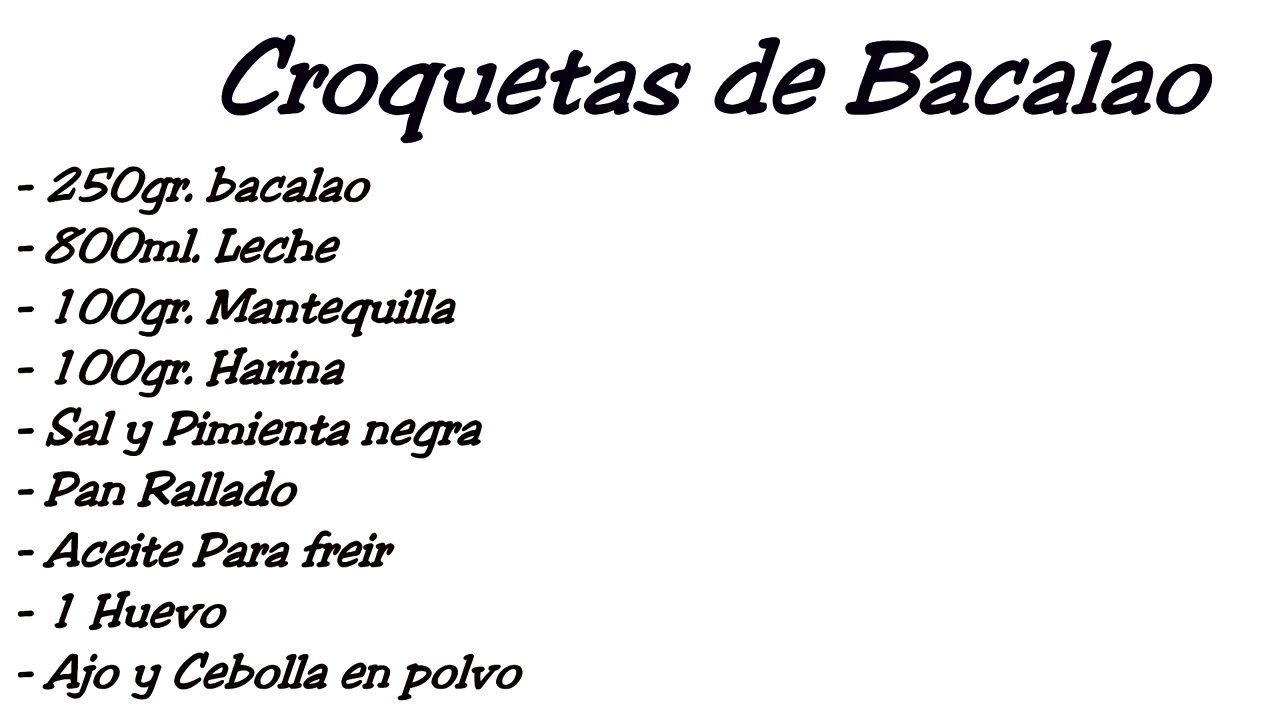 Croquetas de Bacalao
- 250gr. bacalao
- 800ml. Leche
- 100gr. Mantequilla
- 100gr. Harina
- Sal y Pimienta negra
- Pan Rallado
- Aceite Para freir
- 1 Huevo
- Ajo y Cebolla en polvo